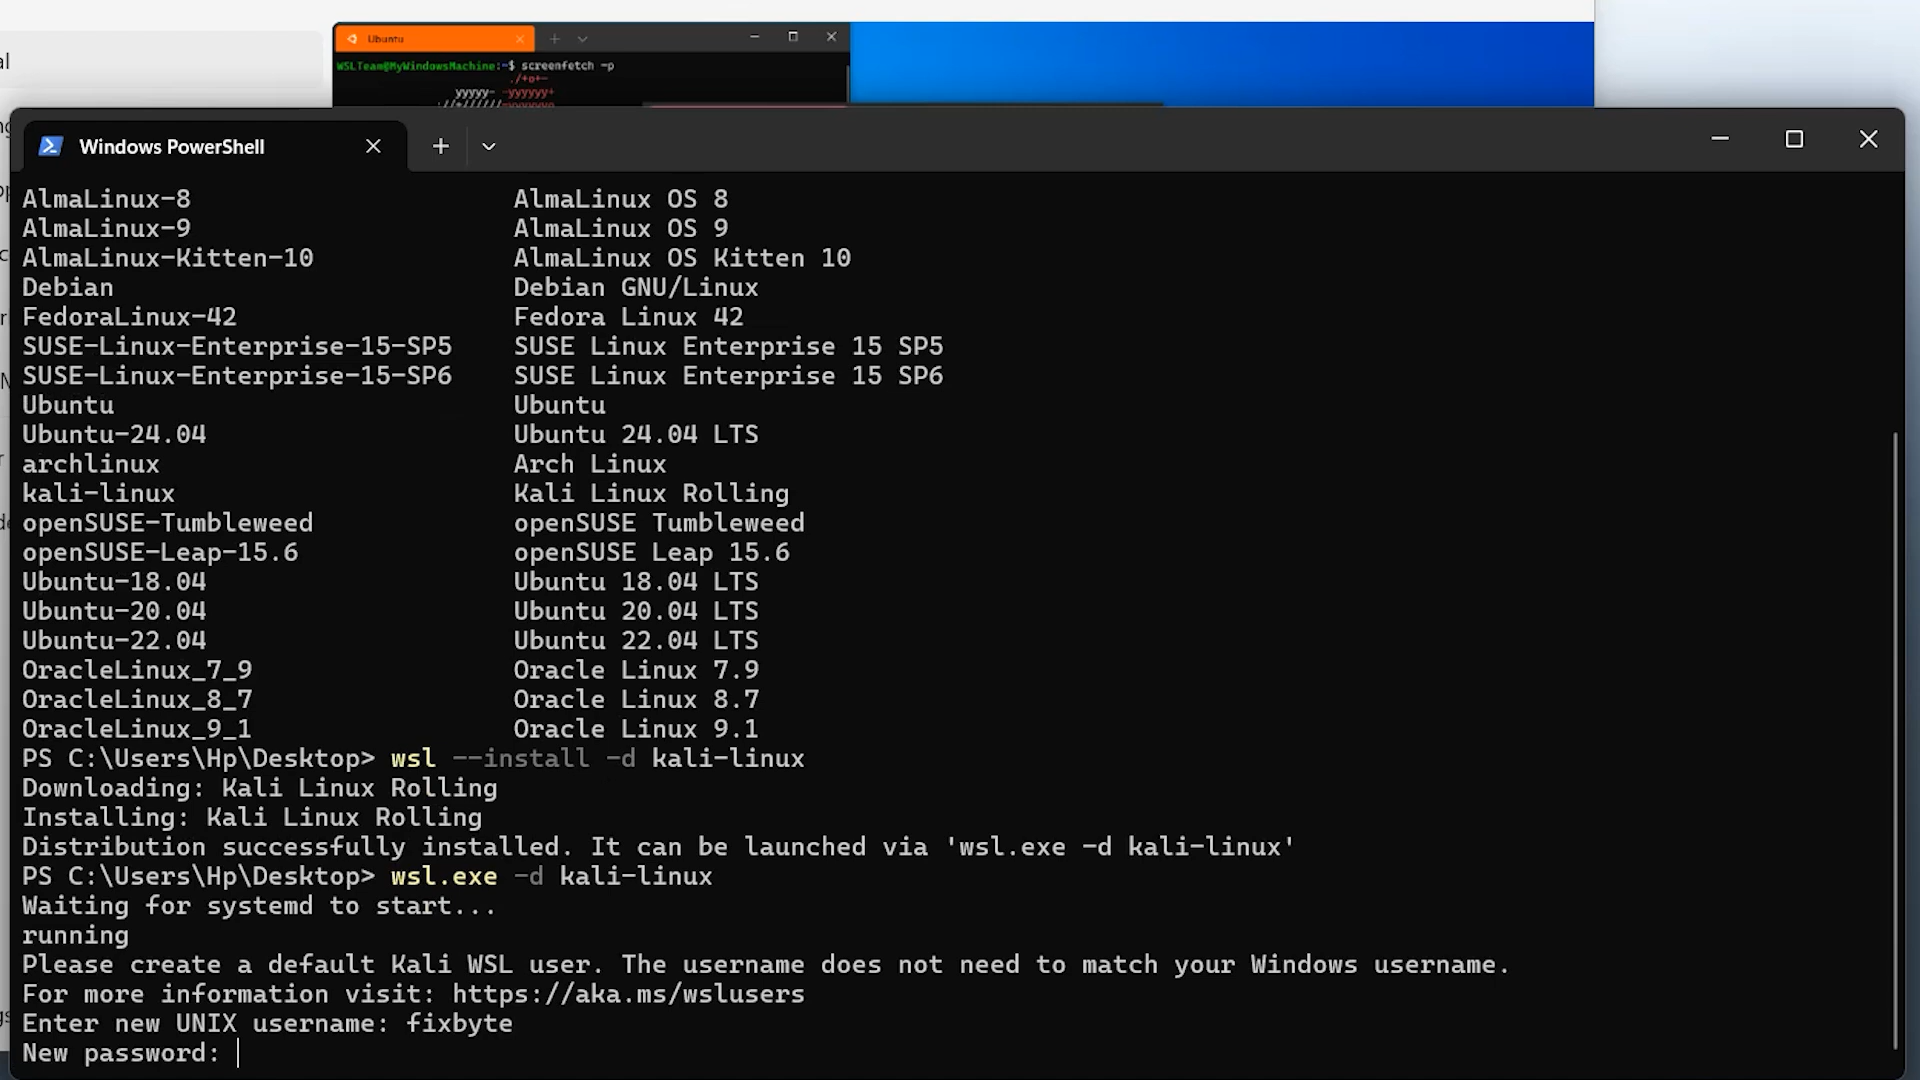 Ubuntu
WSLTeam@MyWindowsMachine:~$ screenfetch -p
./+o+-
yyyyy- -yyyyyy+
Windows PowerShell
AlmaLinux-8 AlmaLinux OS 8
AlmaLinux-9 AlmaLinux OS 9
AlmaLinux-Kitten-10 AlmaLinux OS Kitten 10
Debian Debian GNU/Linux
FedoraLinux-42 Fedora Linux 42
SUSE-Linux-Enterprise-15-SP5 SUSE Linux Enterprise 15 SP5
SUSE-Linux-Enterprise-15-SP6 SUSE Linux Enterprise 15 SP6
Ubuntu Ubuntu
Ubuntu-24.04 Ubuntu 24.04 LTS
archlinux Arch Linux
kali-linux Kali Linux Rolling
openSUSE-Tumbleweed openSUSE Tumbleweed
openSUSE-Leap-15.6 openSUSE Leap 15.6
Ubuntu-18.04 Ubuntu 18.04 LTS
Ubuntu-20.04 Ubuntu 20.04 LTS
Ubuntu-22.04 Ubuntu 22.04 LTS
OracleLinux_7_9 Oracle Linux 7.9
OracleLinux_8_7 Oracle Linux 8.7
OracleLinux_9_1 Oracle Linux 9.1
PS C:\Users\Hp\Desktop> wsl --install -d kali-linux
Downloading: Kali Linux Rolling
Installing: Kali Linux Rolling
Distribution successfully installed. It can be launched via 'wsl.exe -d kali-linux'
PS C:\Users\Hp\Desktop> wsl.exe -d kali-linux
Waiting for systemd to start...
running
Please create a default Kali WSL user. The username does not need to match your Windows username.
For more information visit: https://aka.ms/wslusers
Enter new UNIX username: fixbyte
New password: